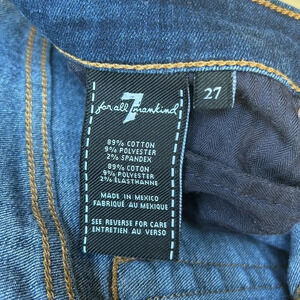 7
for all mankind
27
89% COTTON
9% POLYESTER
2% SPANDEX
89% COTON
9% POLYESTER
2% ELASTHANNE
MADE IN MEXICO
FABRIQUÉ AU MEXIQUE
SEE REVERSE FOR CARE
ENTRETIEN AU VERSO